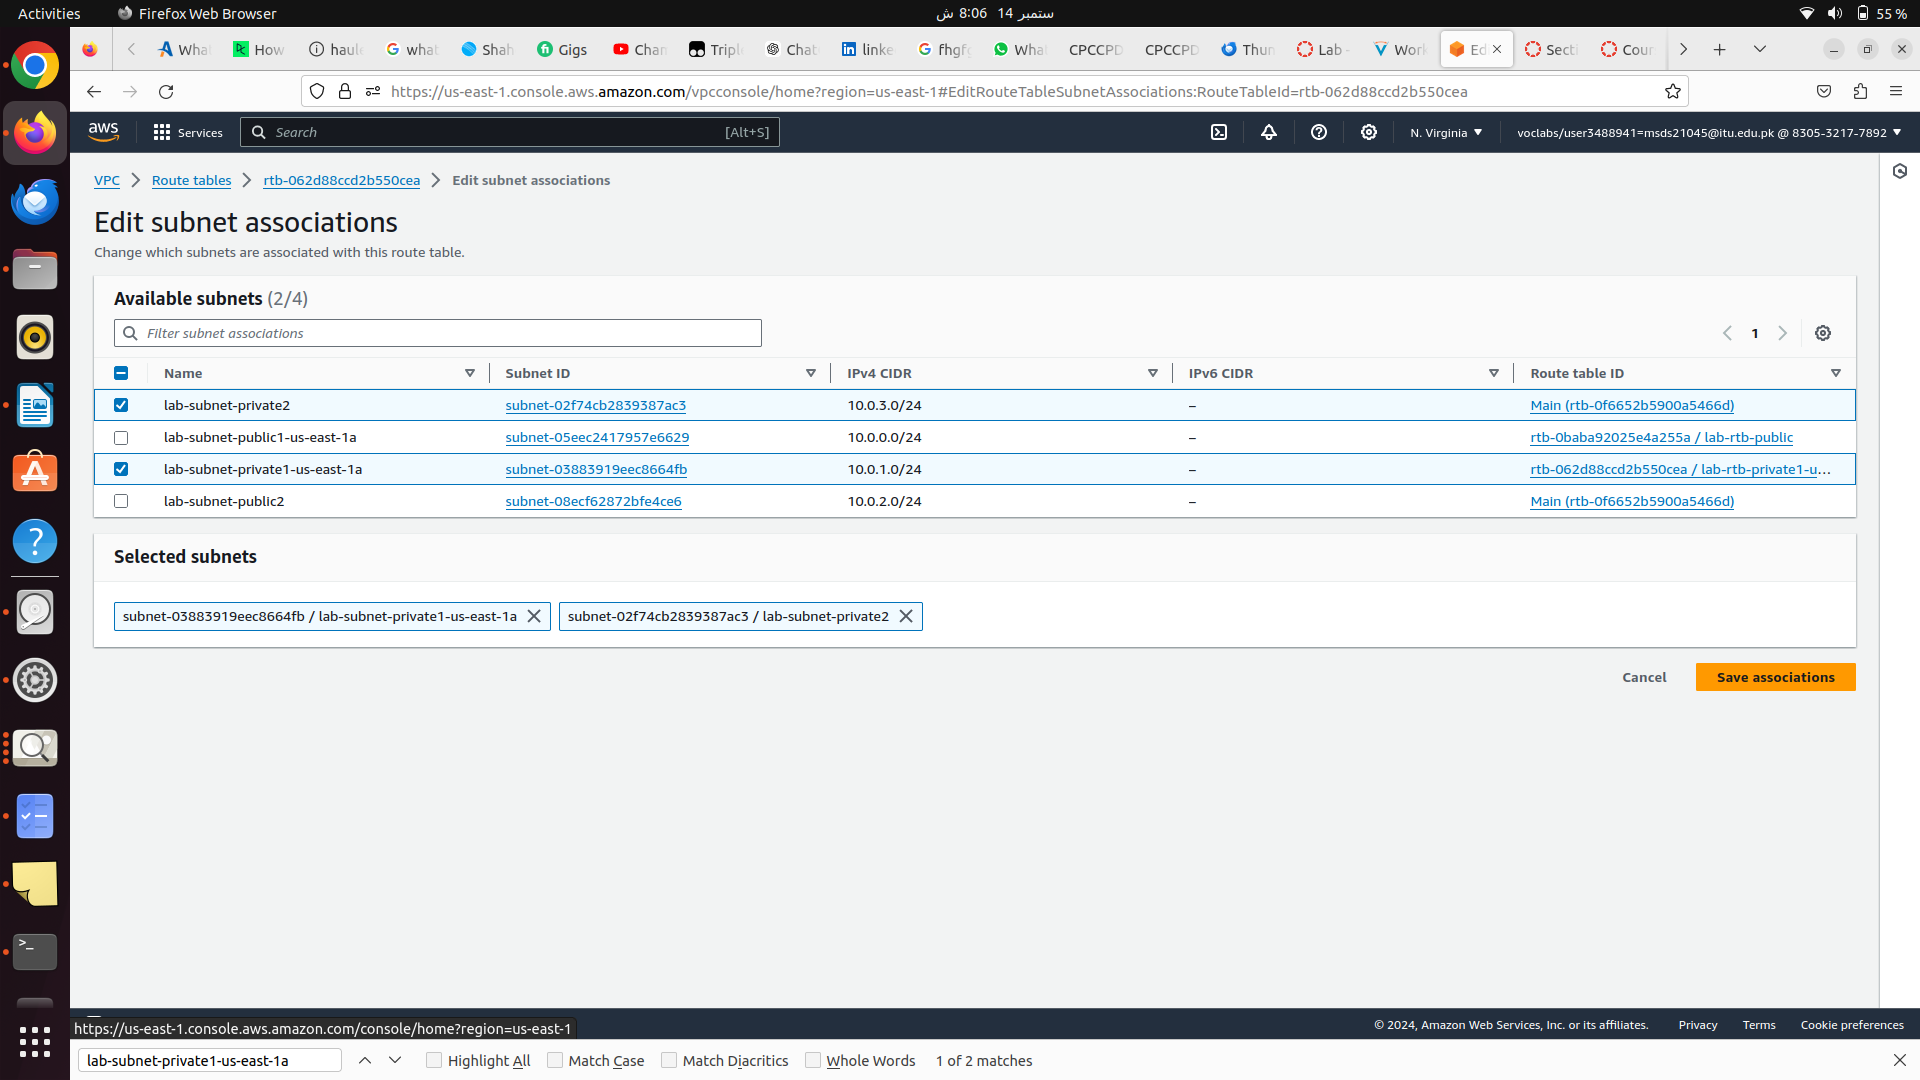 Activities
Firefox Web Browser
ستمبر 14  8:06 ش
55 %
Wha
How
haule
what
Shah
Gigs
Chan
Triple
Chat
linke
fhgfg
What
CPCCPD
CPCCPD
Thun
Lab -
Work
Ed
Secti
Cour
https://us-east-1.console.aws.amazon.com/vpcconsole/home?region=us-east-1#EditRouteTableSubnetAssociations:RouteTableId=rtb-062d88ccd2b550cea
aws
Services
Search
[Alt+S]
N. Virginia
voclabs/user3488941=msds21045@itu.edu.pk @ 8305-3217-7892
VPC
Route tables
rtb-062d88ccd2b550cea
Edit subnet associations
Edit subnet associations
Change which subnets are associated with this route table.
Available subnets (2/4)
Filter subnet associations
1
Name Subnet ID IPv4 CIDR IPv6 CIDR Route table ID
lab-subnet-private2 subnet-02f74cb2839387ac3 10.0.3.0/24 – Main (rtb-0f6652b5900a5466d)
lab-subnet-public1-us-east-1a subnet-05eec2417957e6629 10.0.0.0/24 – rtb-0baba92025e4a255a / lab-rtb-public
lab-subnet-private1-us-east-1a subnet-03883919eec8664fb 10.0.1.0/24 – rtb-062d88ccd2b550cea / lab-rtb-private1-u…
lab-subnet-public2 subnet-08ecf62872bfe4ce6 10.0.2.0/24 – Main (rtb-0f6652b5900a5466d)
Selected subnets
subnet-03883919eec8664fb / lab-subnet-private1-us-east-1a
subnet-02f74cb2839387ac3 / lab-subnet-private2
Cancel
Save associations
https://us-east-1.console.aws.amazon.com/console/home?region=us-east-1
© 2024, Amazon Web Services, Inc. or its affiliates.
Privacy
Terms
Cookie preferences
lab-subnet-private1-us-east-1a
Highlight All
Match Case
Match Diacritics
Whole Words
1 of 2 matches